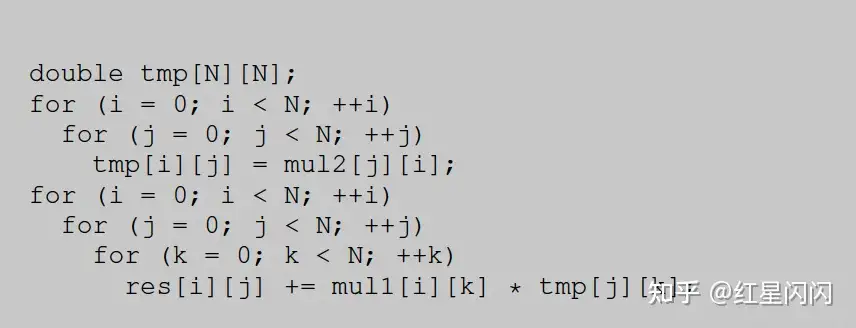 double tmp[N][N];
for (i = 0; i < N; ++i)
  for (j = 0; j < N; ++j)
    tmp[i][j] = mul2[j][i];
for (i = 0; i < N; ++i)
  for (j = 0; j < N; ++j)
    for (k = 0; k < N; ++k)
      res[i][j] += mul1[i][k] * tmp[j][k];
知乎 @红星闪闪